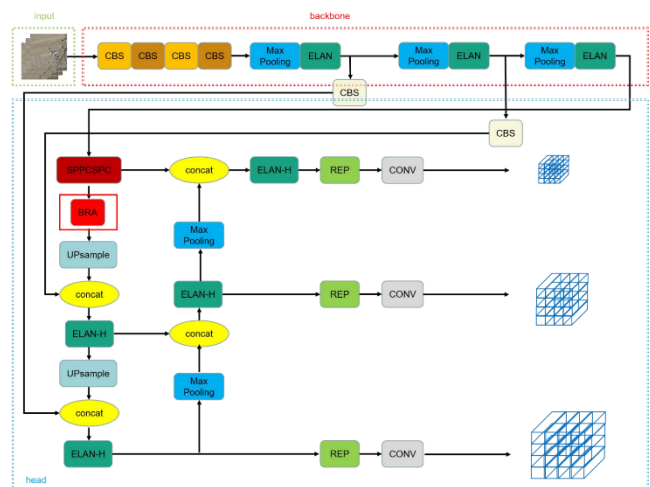 input
backbone
CBS CBS CBS CBS Max Pooling ELAN Max Pooling ELAN Max Pooling ELAN
CBS
CBS
SPPCSPC concat ELAN-H REP CONV
BRA
Max
Pooling
UPsample
concat ELAN-H REP CONV
ELAN-H concat
UPsample
Max
Pooling
concat
ELAN-H REP CONV
head